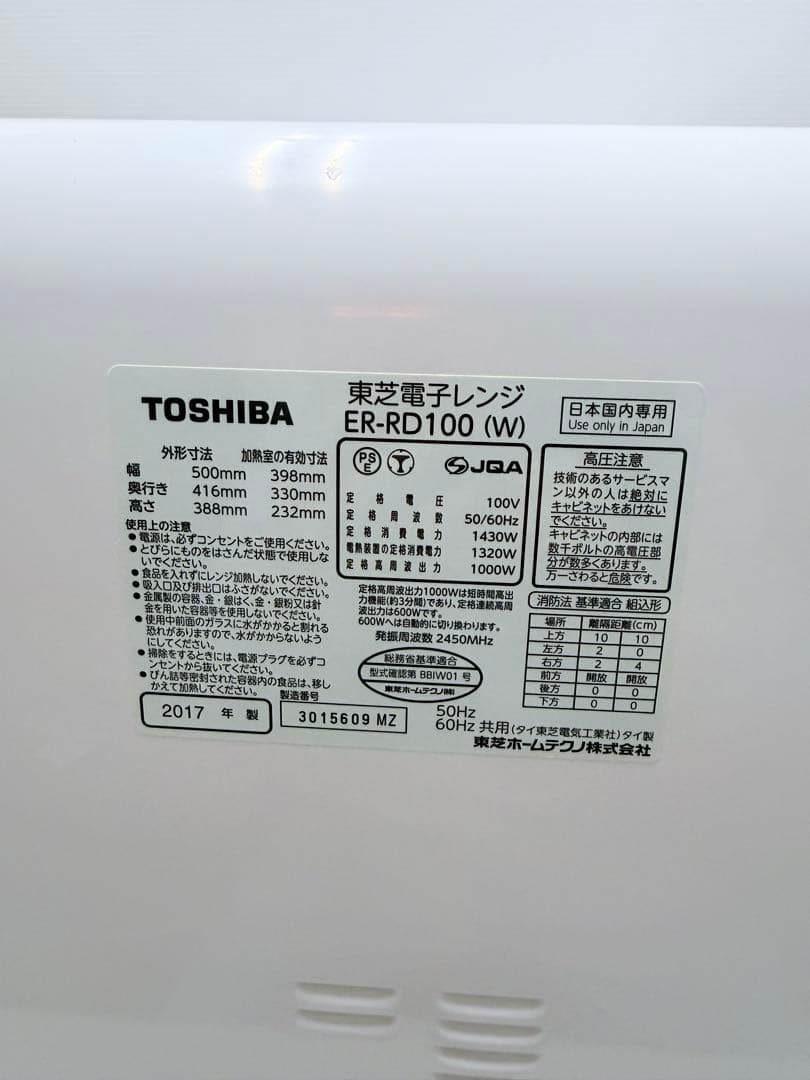 TOSHIBA
東芝電子レンジ
ER-RD100 (W)
日本国内専用
Use only in Japan
外形寸法 加熱室の有効寸法
幅 500mm 398mm
奥行き 416mm 330mm
高さ 388mm 232mm
使用上の注意
●電源は、必ずコンセントをご使用ください。
●とびらにものをはさんだ状態で使用しな
いでください。
●食品を入れずにレンジ加熱しないでください。
●吸入口及び排出口はふさがないでください。
●金属製の容器、金・銀はく、金・銀粉又は針
金を用いた容器等を使用しないでください。
●使用中前面のガラスに水がかかると割れる
恐れがありますので、水がかからないよう
にしてください。
●掃除をするときには、電源プラグを必ずコ
ンセントから抜いてください。
●びん詰等密封された容器内の食品は、移し
かえて加熱してください。
PS
E
JQA
定格電圧 100V
定格周波数 50/60Hz
定格消費電力 1430W
電熱装置の定格消費電力 1320W
定格高周波出力 1000W
定格高周波出力1000Wは短時間高出
力機能(約3分間)であり、定格連続高周
波出力は600Wです。
600Wへは自動的に切り換わります。
発振周波数 2450MHz
総務省基準適合
型式確認第 BBIW01 号
東芝ホームテクノ(株)
高圧注意
技術のあるサービスマ
ン以外の人は絶対に
キャビネットをあけない
でください。
キャビネットの内部には
数千ボルトの高電圧部
分が数多くあります。
万一さわると危険です。
消防法 基準適合 組込形
場所 離隔距離(cm)
上方 10 10
左方 2 0
右方 2 4
前方 開放 開放
後方 0 0
下方 0 0
2017 年 製
製造番号
3015609 MZ
50Hz
60Hz 共用 (タイ東芝電気工業社) タイ製
東芝ホームテクノ株式会社